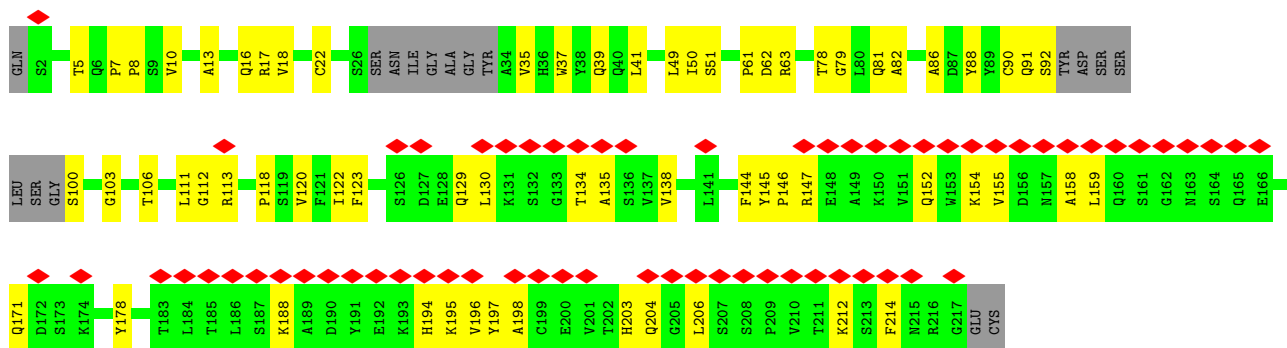 GLN S2 T5 Q6 P7 P8 S9 V10 A13 Q16 R17 V18 C22 S26 SER ASN ILE GLY ALA GLY TYR A34 V35 H36 W37 Y38 Q39 Q40 L41 L49 I50 S51 P61 D62 R63 T78 G79 L80 Q81 A82 A86 D87 Y88 Y89 C90 Q91 S92 TYR ASP SER SER
LEU SER GLY S100 G103 T106 L111 G112 R113 P118 S119 V120 F121 I122 F123 S126 D127 E128 Q129 L130 K131 S132 G133 T134 A135 S136 V137 V138 L141 F144 Y145 P146 R147 E148 A149 K150 V151 Q152 W153 K154 V155 D156 N157 A158 L159 Q160 S161 G162 N163 S164 Q165 E166
Q171 D172 S173 K174 Y178 T183 L184 T185 L186 S187 K188 A189 D190 Y191 E192 K193 H194 K195 V196 Y197 A198 C199 E200 V201 T202 H203 Q204 G205 L206 S207 S208 P209 V210 T211 K212 S213 F214 N215 R216 G217 GLU CYS